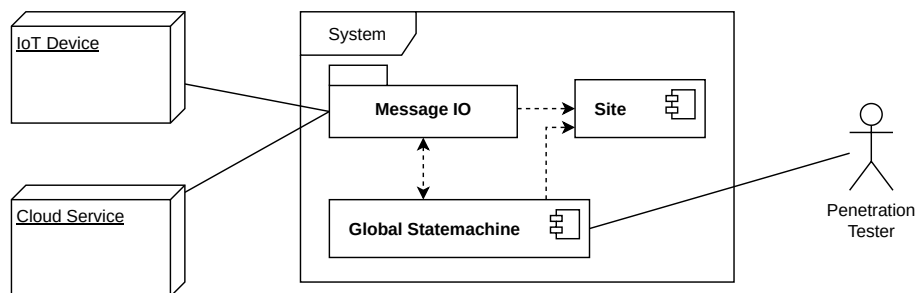 IoT Device
System
Message IO
Site
Cloud Service
Global Statemachine
Penetration
Tester